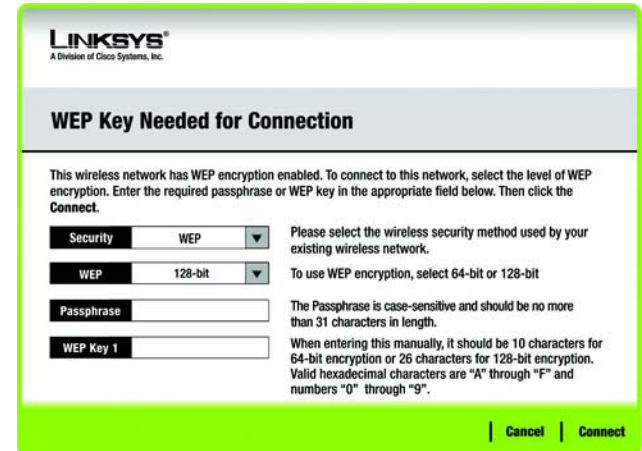 LINKSYS®
A Division of Cisco Systems, Inc.
WEP Key Needed for Connection
This wireless network has WEP encryption enabled. To connect to this network, select the level of WEP
encryption. Enter the required passphrase or WEP key in the appropriate field below. Then click the
Connect.
Security WEP
Please select the wireless security method used by your
existing wireless network.
WEP 128-bit
To use WEP encryption, select 64-bit or 128-bit
Passphrase
The Passphrase is case-sensitive and should be no more
than 31 characters in length.
WEP Key 1
When entering this manually, it should be 10 characters for
64-bit encryption or 26 characters for 128-bit encryption.
Valid hexadecimal characters are “A” through “F” and
numbers “0” through “9”.
Cancel Connect